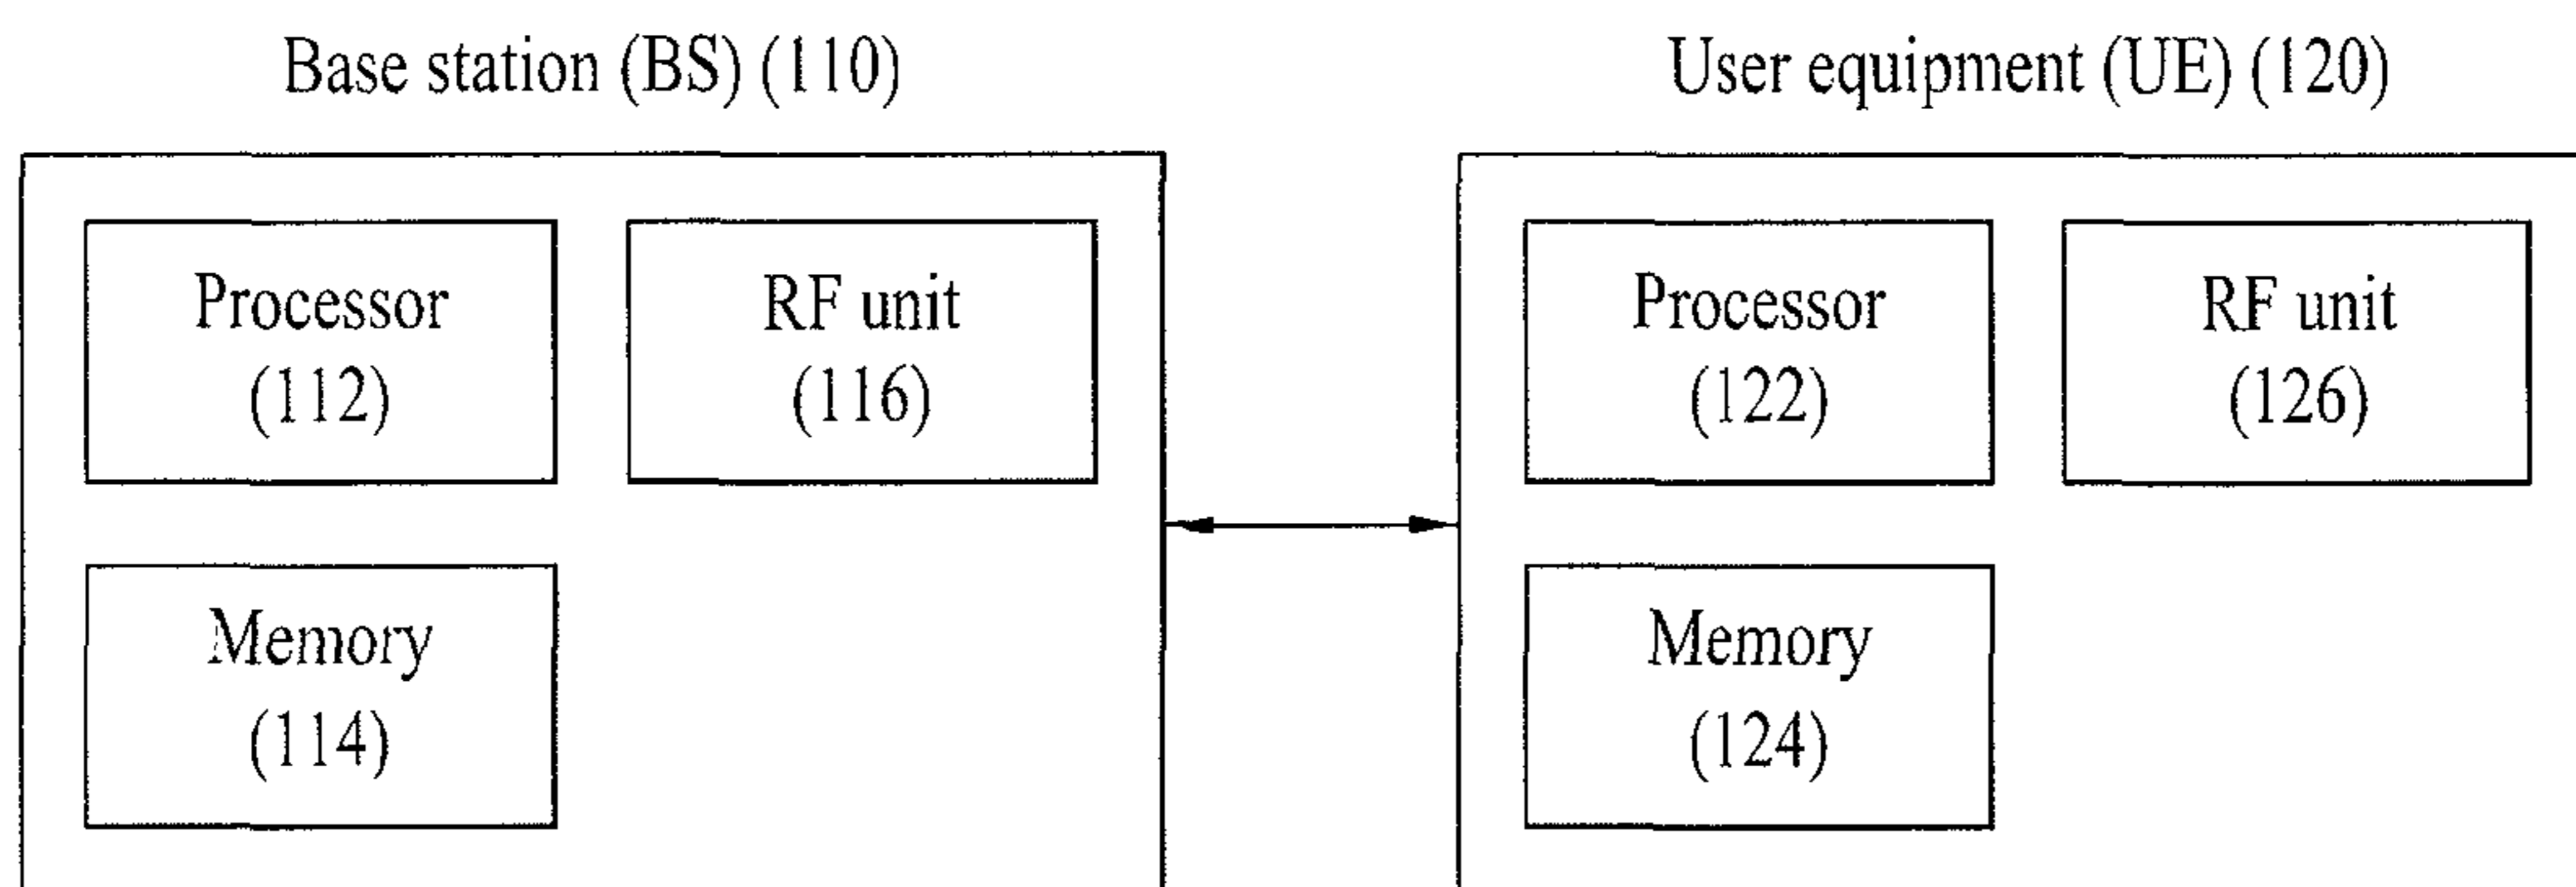 Base station (BS) (110)
User equipment (UE) (120)
Processor
(112)
RF unit
(116)
Memory
(114)
Processor
(122)
RF unit
(126)
Memory
(124)